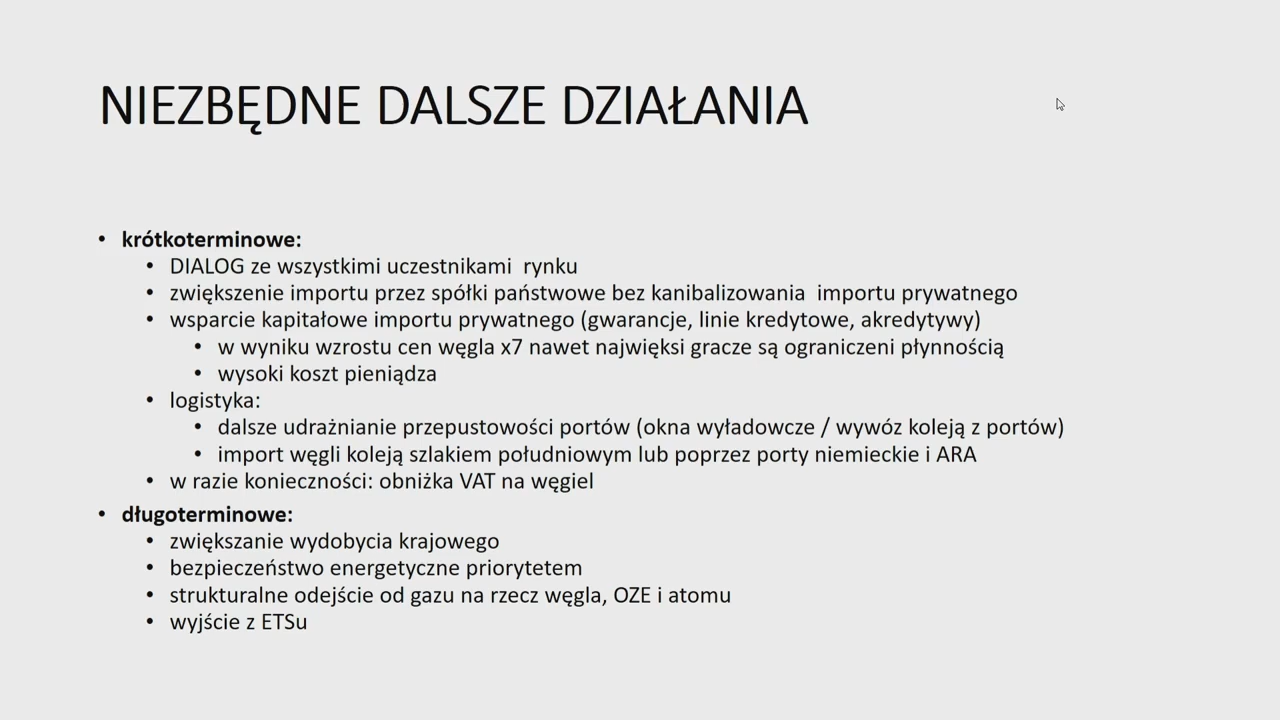 NIEZBĘDNE DALSZE DZIAŁANIA
• krótkoterminowe:
• DIALOG ze wszystkimi uczestnikami rynku
• zwiększenie importu przez spółki państwowe bez kanibalizowania importu prywatnego
• wsparcie kapitałowe importu prywatnego (gwarancje, linie kredytowe, akredytywy)
• w wyniku wzrostu cen węgla x7 nawet najwięksi gracze są ograniczeni płynnością
• wysoki koszt pieniądza
• logistyka:
• dalsze udrażnianie przepustowości portów (okna wyładowcze / wywóz koleją z portów)
• import węgli koleją szlakiem południowym lub poprzez porty niemieckie i ARA
• w razie konieczności: obniżka VAT na węgiel
• długoterminowe:
• zwiększanie wydobycia krajowego
• bezpieczeństwo energetyczne priorytetem
• strukturalne odejście od gazu na rzecz węgla, OZE i atomu
• wyjście z ETSu